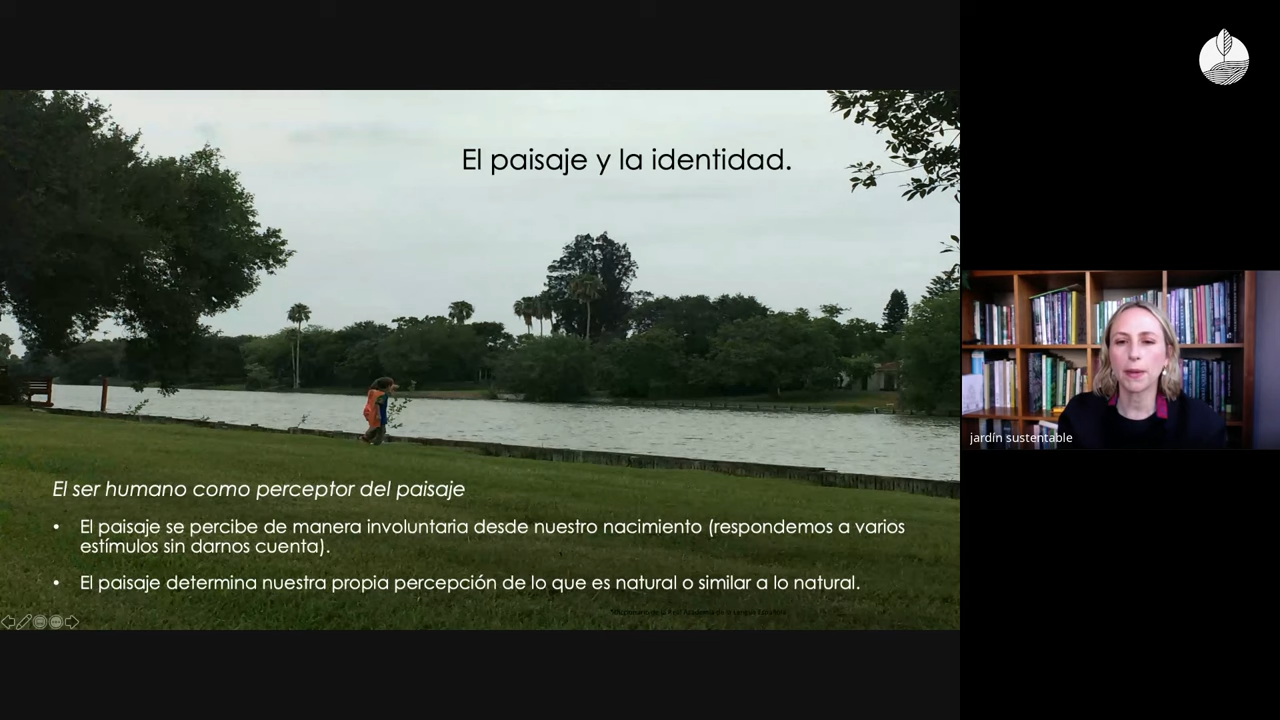 El paisaje y la identidad.
El ser humano como perceptor del paisaje
• El paisaje se percibe de manera involuntaria desde nuestro nacimiento (respondemos a varios
estímulos sin darnos cuenta).
• El paisaje determina nuestra propia percepción de lo que es natural o similar a lo natural.
jardín sustentable